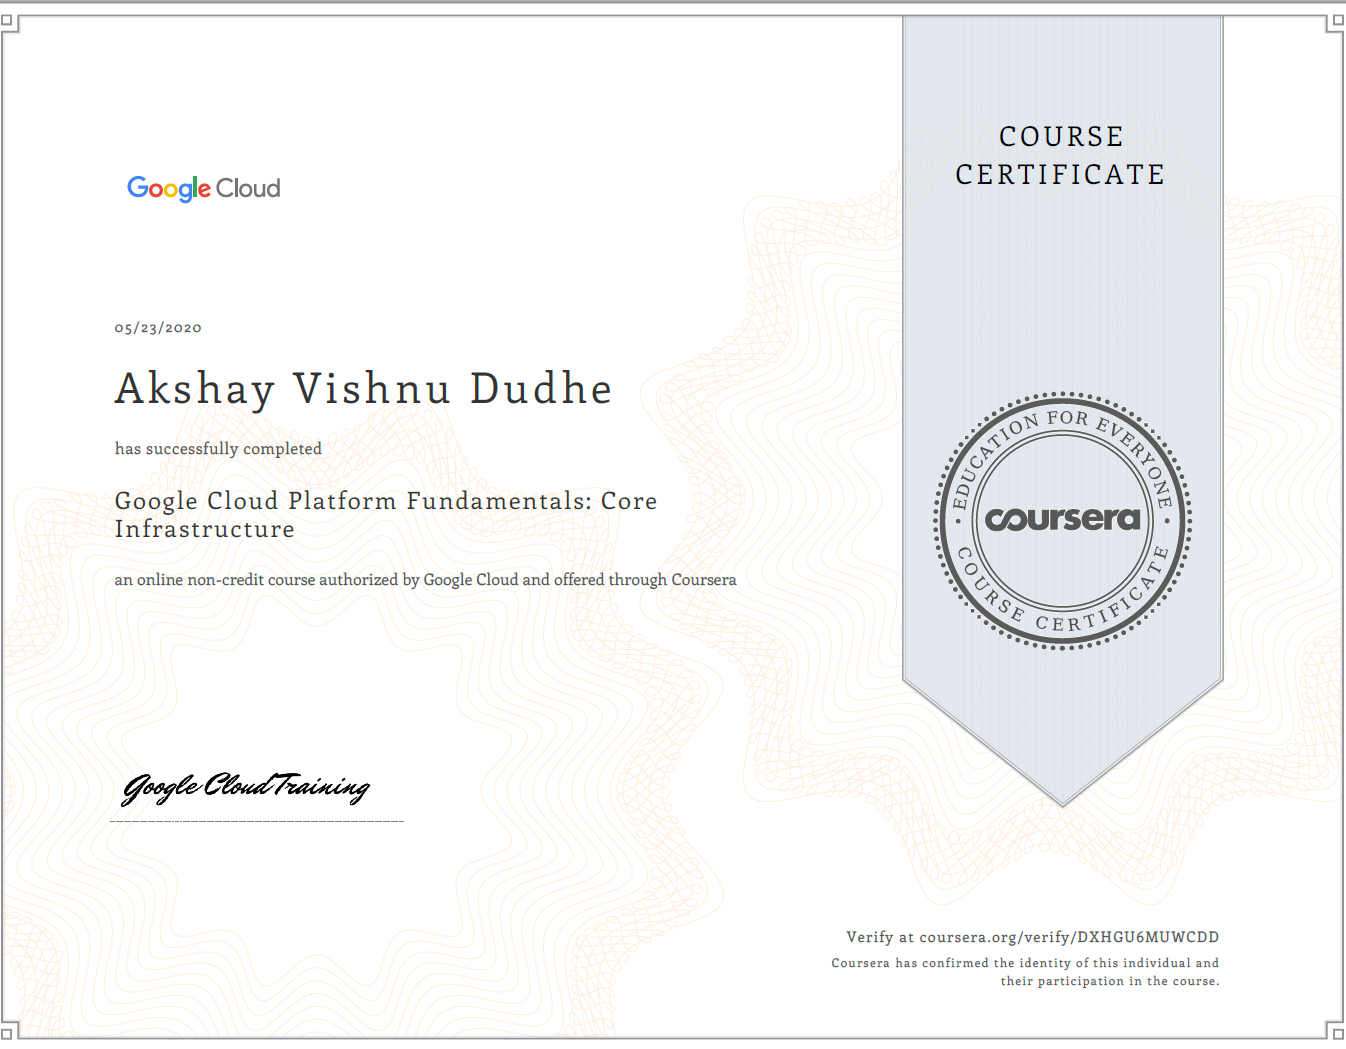 Google Cloud
05/23/2020
Akshay Vishnu Dudhe
has successfully completed
Google Cloud Platform Fundamentals: Core
Infrastructure
an online non-credit course authorized by Google Cloud and offered through Coursera
Google Cloud Training
COURSE
CERTIFICATE
EDUCATION FOR EVERYONE
coursera
COURSE CERTIFICATE
Verify at coursera.org/verify/DXHGU6MUWCDD
Coursera has confirmed the identity of this individual and
their participation in the course.